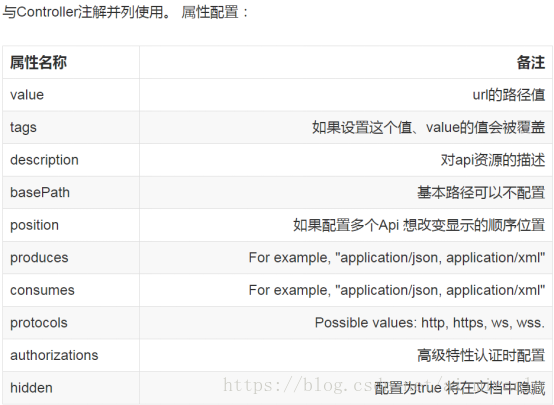 与Controller注解并列使用。 属性配置：
属性名称 备注
value url的路径值
tags 如果设置这个值、value的值会被覆盖
description 对api资源的描述
basePath 基本路径可以不配置
position 如果配置多个Api 想改变显示的顺序位置
produces For example, "application/json, application/xml"
consumes For example, "application/json, application/xml"
protocols Possible values: http, https, ws, wss.
authorizations 高级特性认证时配置
hidden 配置为true 将在文档中隐藏